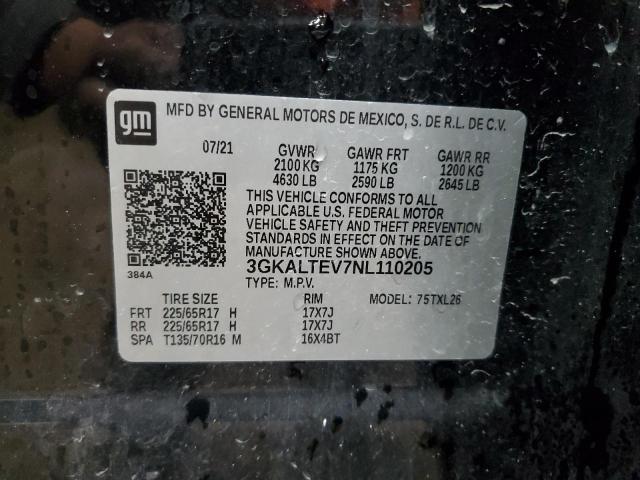 gm
MFD BY GENERAL MOTORS DE MEXICO, S. DE R.L. DE C.V.
07/21 GVWR GAWR FRT GAWR RR
2100 KG 1175 KG 1200 KG
4630 LB 2590 LB 2645 LB
THIS VEHICLE CONFORMS TO ALL
APPLICABLE U.S. FEDERAL MOTOR
VEHICLE SAFETY AND THEFT PREVENTION
STANDARDS IN EFFECT ON THE DATE OF
MANUFACTURE SHOWN ABOVE.
384A
3GKALTEV7NL110205
TYPE: M.P.V.
TIRE SIZE RIM MODEL: 75TXL26
FRT 225/65R17 H 17X7J
RR 225/65R17 H 17X7J
SPA T135/70R16 M 16X4BT